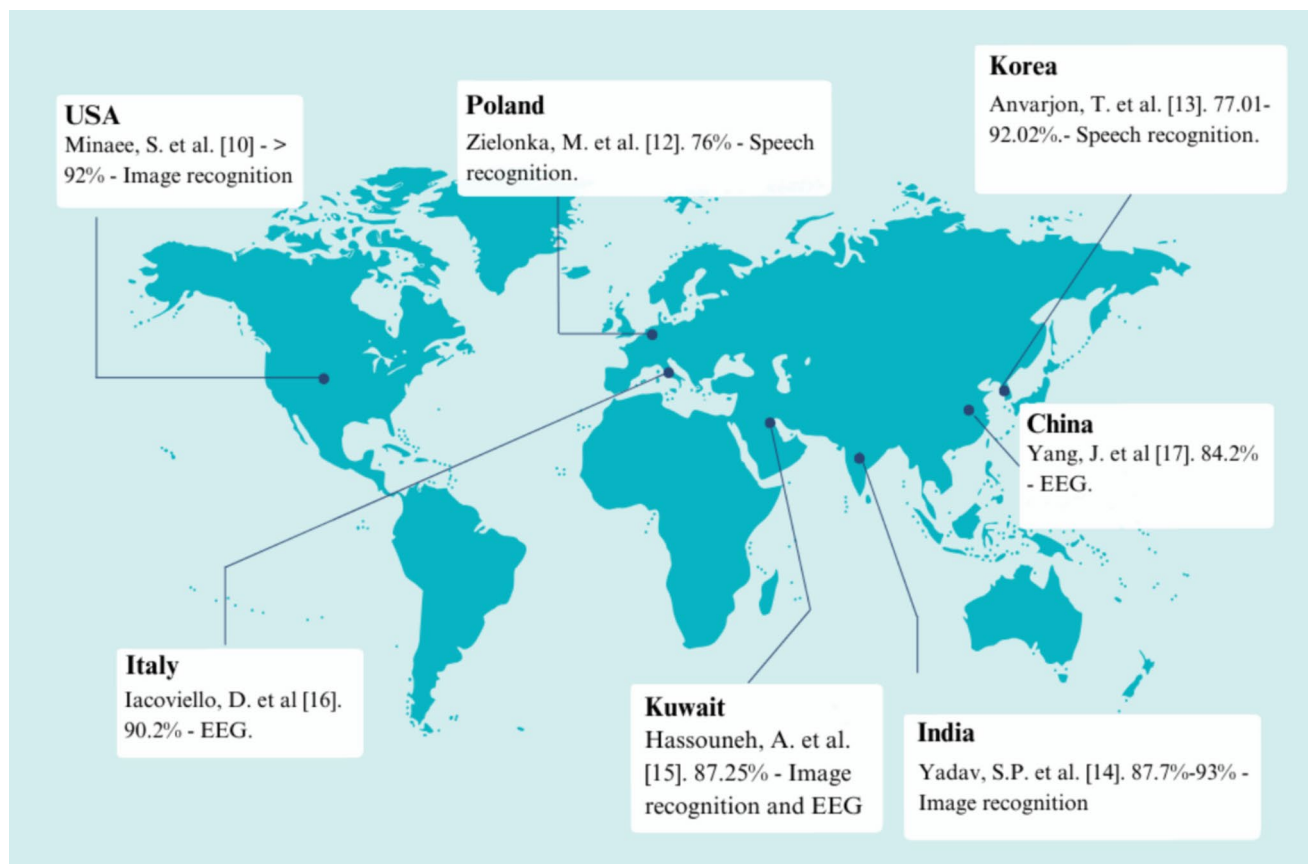 USA
Minaee, S. et al. [10] - >
92% - Image recognition
Poland
Zielonka, M. et al. [12]. 76% - Speech
recognition.
Korea
Anvarjon, T. et al. [13]. 77.01-
92.02%.- Speech recognition.
China
Yang, J. et al [17]. 84.2%
- EEG.
Italy
Iacoviello, D. et al [16].
90.2% - EEG.
Kuwait
Hassouneh, A. et al.
[15]. 87.25% - Image
recognition and EEG
India
Yadav, S.P. et al. [14]. 87.7%-93% -
Image recognition